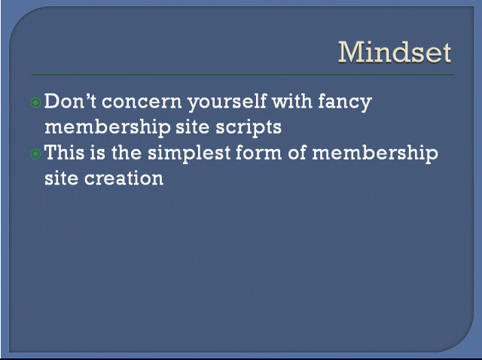 Mindset
Don't concern yourself with fancy
membership site scripts
This is the simplest form of membership
site creation